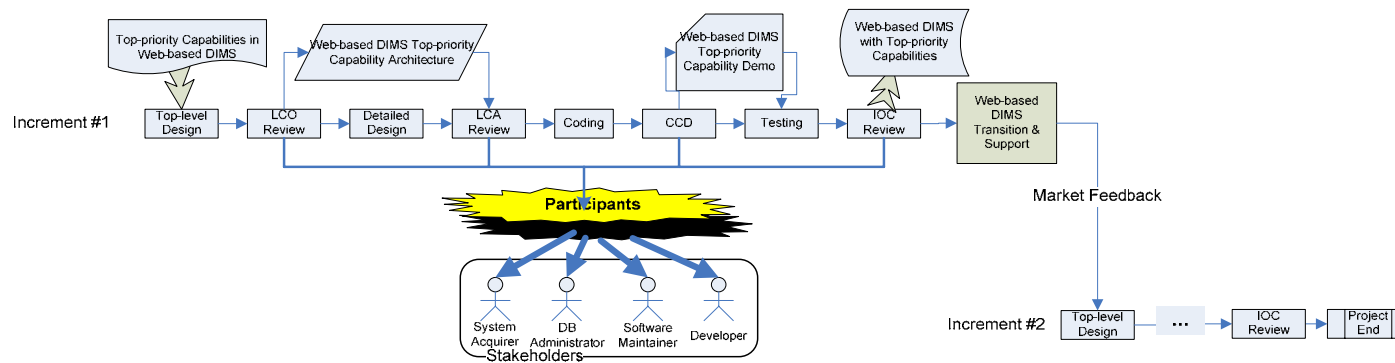 Top-priority Capabilities in
Web-based DIMS
Web-based DIMS Top-priority
Capability Architecture
Web-based DIMS
Top-priority
Capability Demo
Web-based DIMS
with Top-priority
Capabilities
Increment #1
Top-level
Design
LCO
Review
Detailed
Design
LCA
Review
Coding
CCD
Testing
IOC
Review
Web-based
DIMS
Transition &
Support
Participants
Market Feedback
System
Acquirer
DB
Administrator
Software
Maintainer
Developer
Stakeholders
Increment #2
Top-level
Design
...
IOC
Review
Project
End